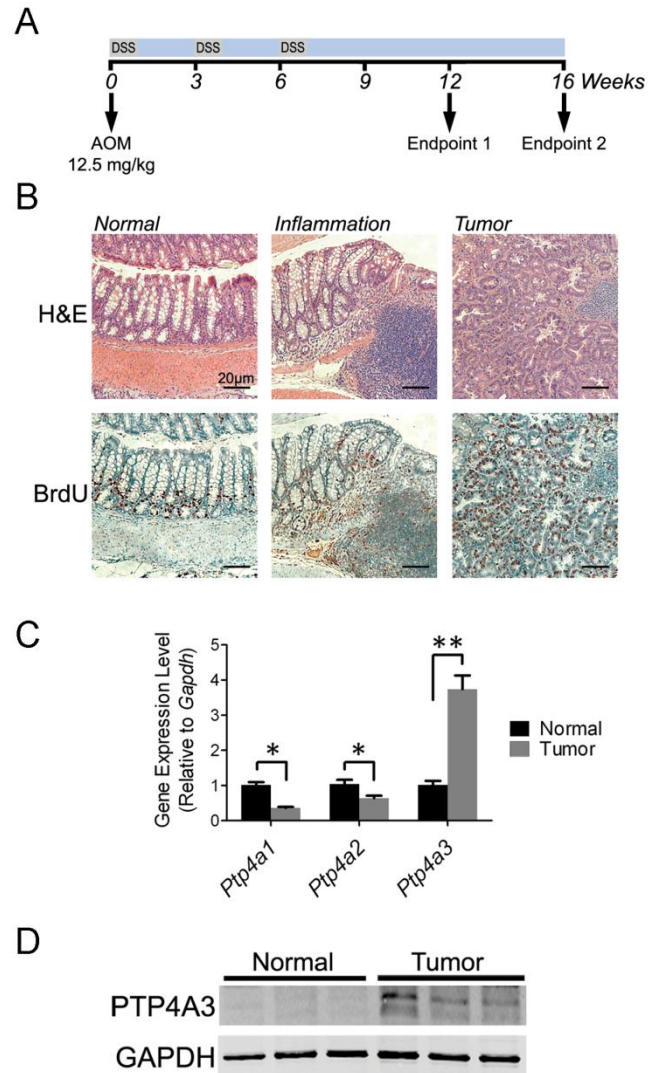 A
DSS DSS DSS
0 3 6 9 12 16 Weeks
AOM Endpoint 1 Endpoint 2
12.5 mg/kg
B
Normal Inflammation Tumor
H&E
20μm
BrdU
C
Gene Expression Level
(Relative to Gapdh)
5
4
3
2
1
0
* * **
Normal
Tumor
Ptp4a1 Ptp4a2 Ptp4a3
D
Normal Tumor
PTP4A3
GAPDH